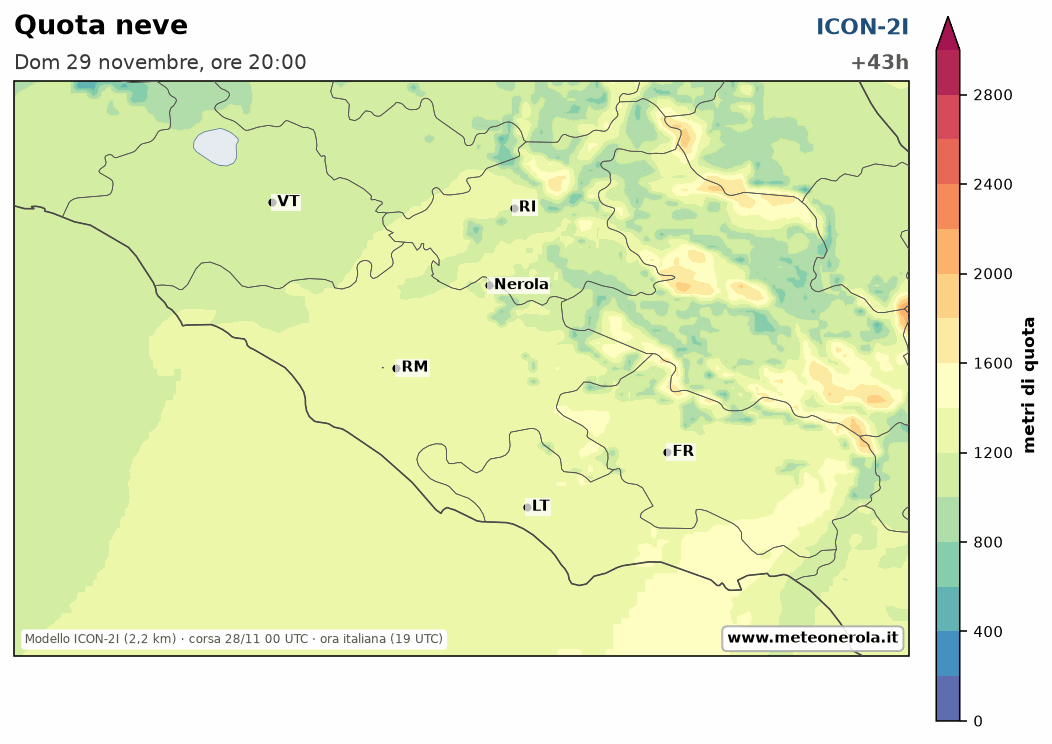 Quota neve
ICON-2I
Dom 29 novembre, ore 20:00
+43h
2800
2400
2000
1600
1200
800
400
0
metri di quota
VT
RI
Nerola
RM
FR
LT
Modello ICON-2I (2,2 km) · corsa 28/11 00 UTC · ora italiana (19 UTC)
www.meteonerola.it